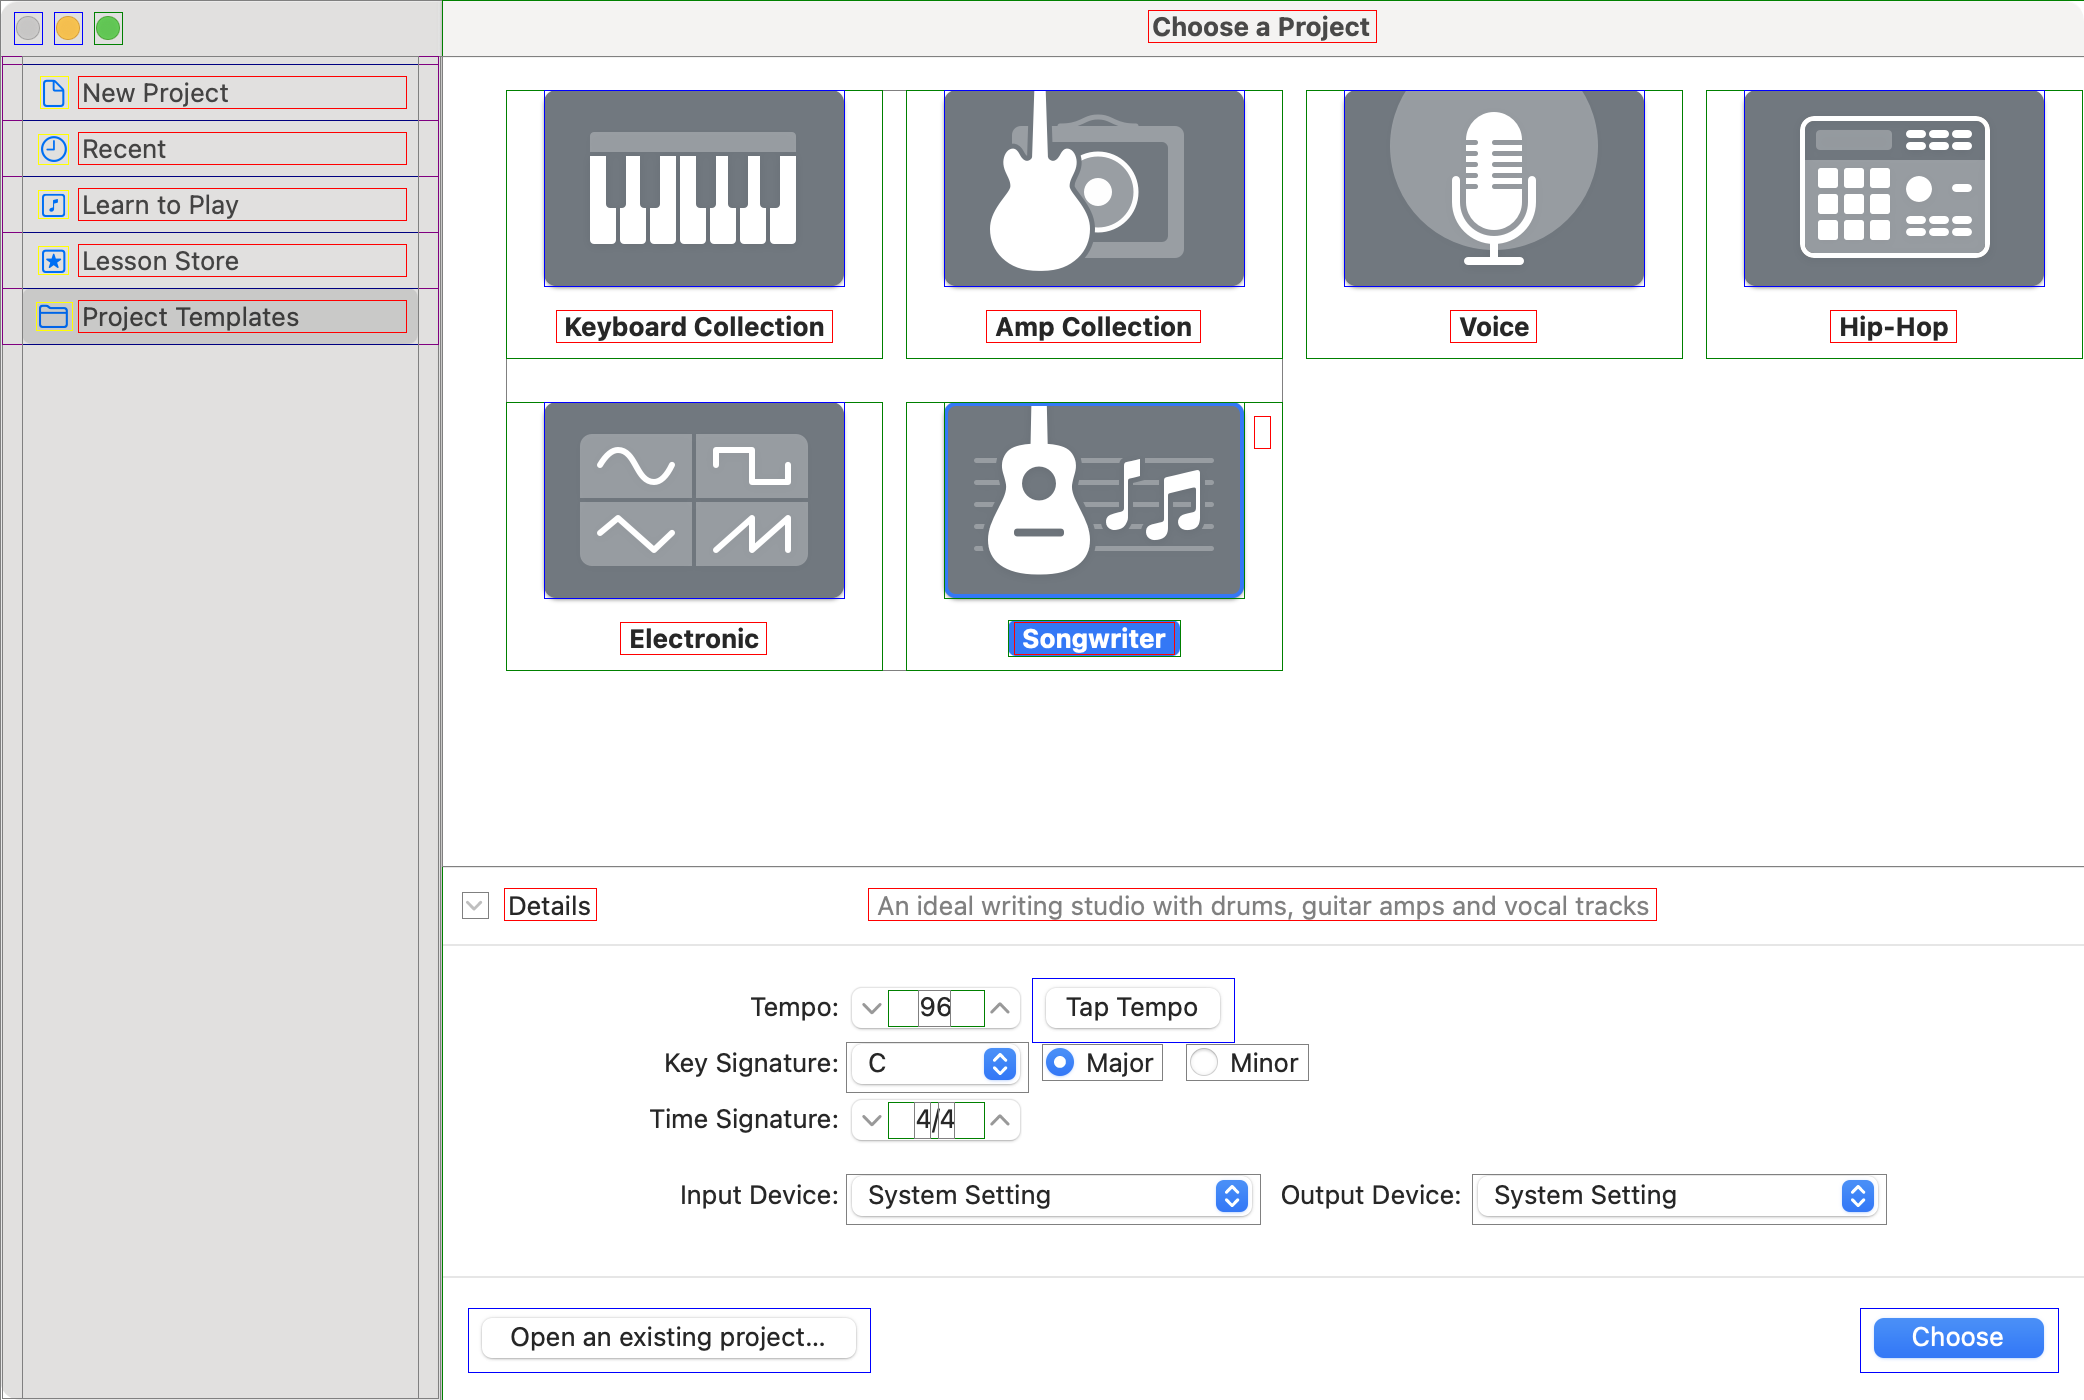 Choose a Project
New Project
Recent
Learn to Play
Lesson Store
Project Templates
Keyboard Collection
Amp Collection
Voice
Hip-Hop
Electronic
Songwriter
Details
An ideal writing studio with drums, guitar amps and vocal tracks
Tempo: 96 Tap Tempo
Key Signature: C Major Minor
Time Signature: 4/4
Input Device: System Setting Output Device: System Setting
Open an existing project... Choose